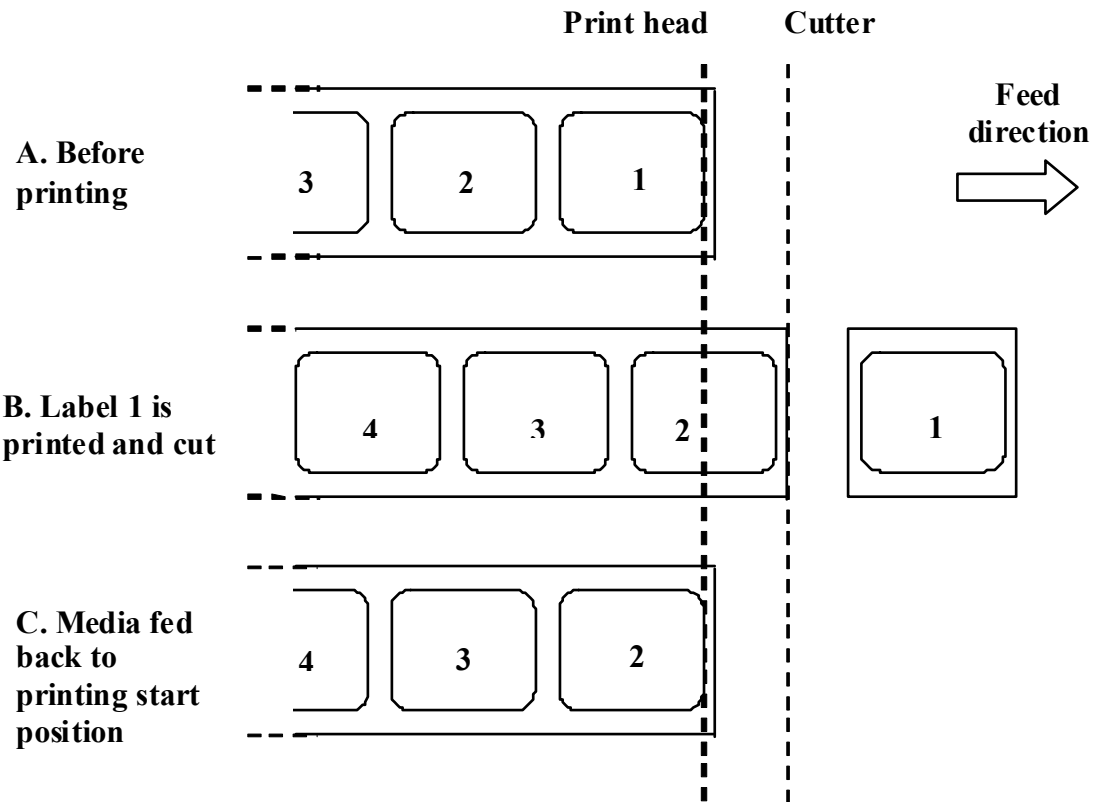 Print head
Cutter
Feed
direction
A. Before
printing
3
2
1
B. Label 1 is
printed and cut
4
3
2
1
C. Media fed
back to
printing start
position
4
3
2